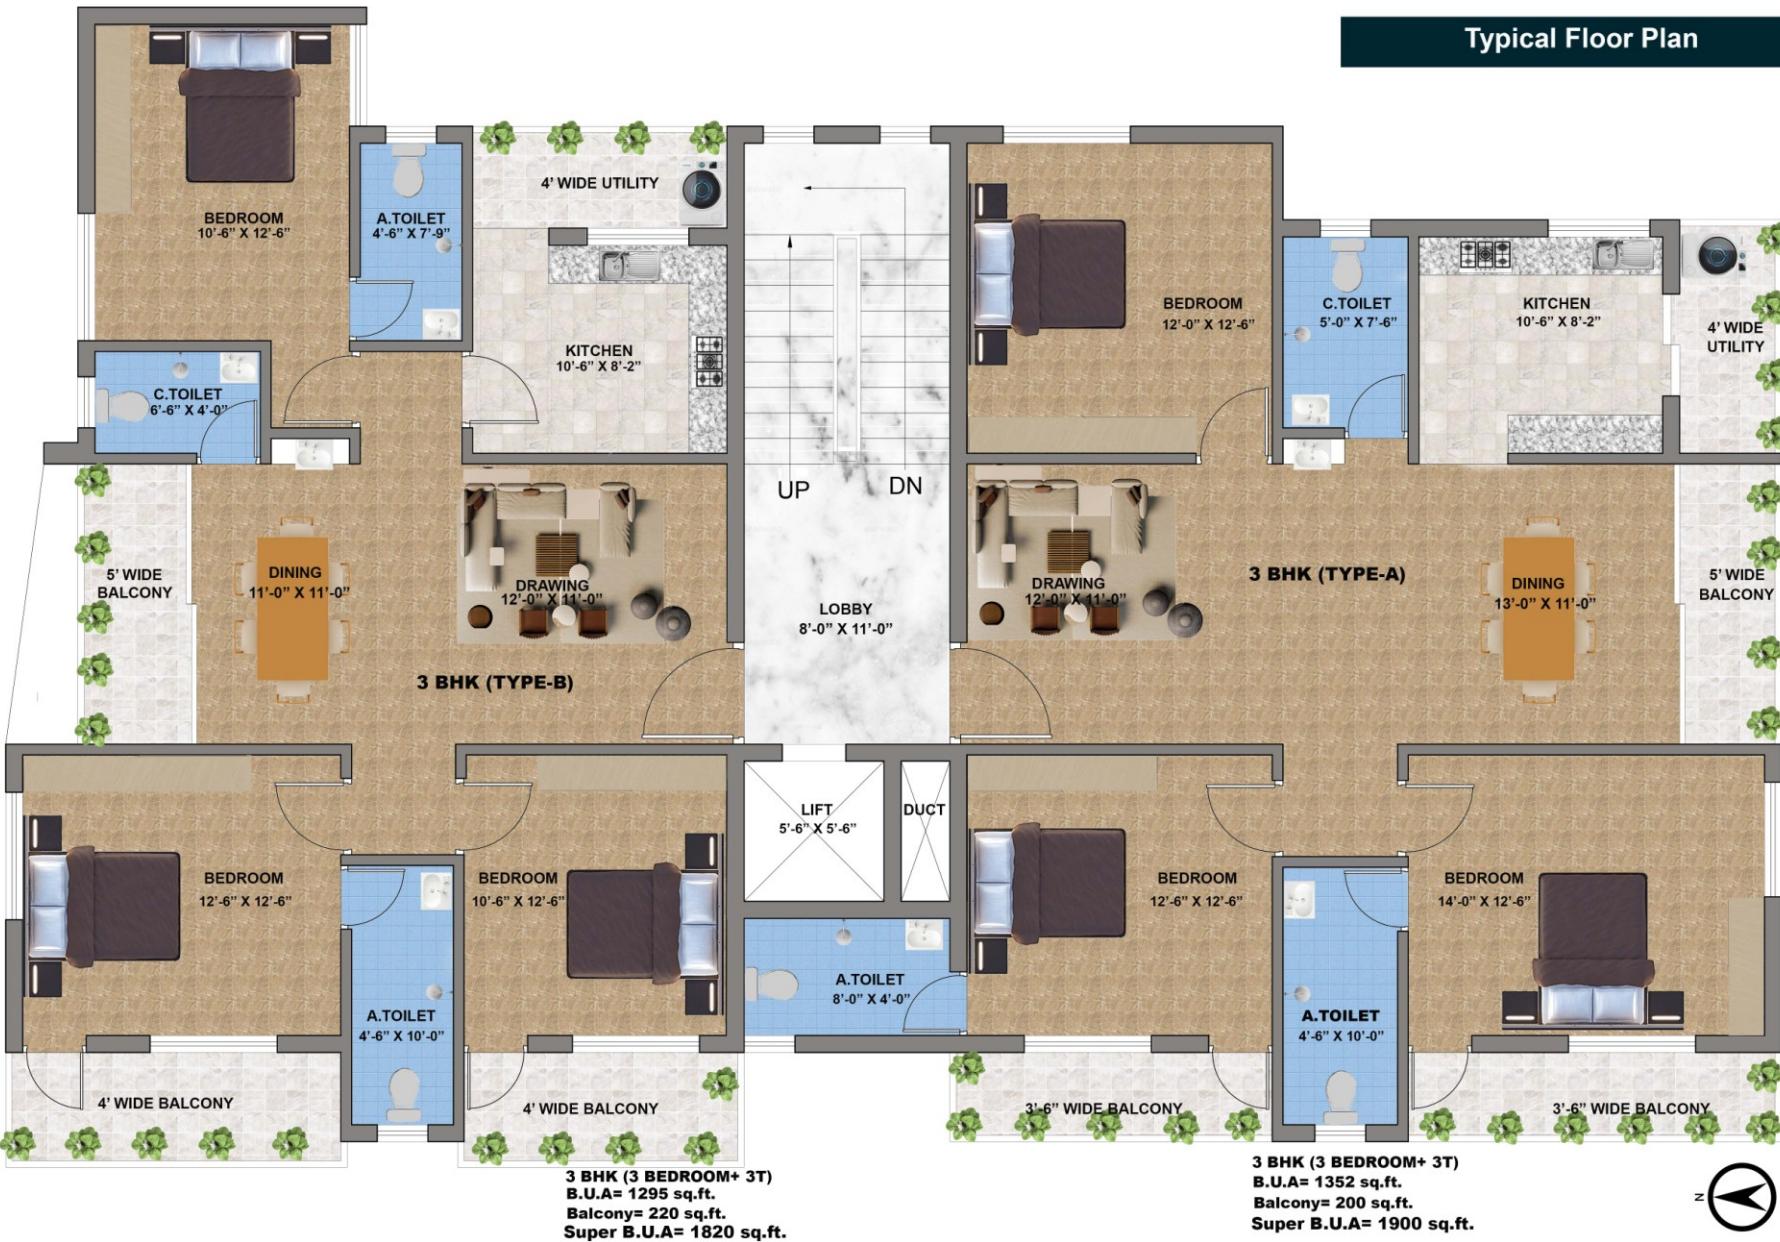 Typical Floor Plan
BEDROOM
10'-6" X 12'-6"
A.TOILET
4'-6" X 7'-9"
4' WIDE UTILITY
KITCHEN
10'-6" X 8'-2"
C.TOILET
6'-6" X 4'-0"
BEDROOM
12'-0" X 12'-6"
C.TOILET
5'-0" X 7'-6"
KITCHEN
10'-6" X 8'-2"
4' WIDE
UTILITY
UP
DN
5' WIDE
BALCONY
DINING
11'-0" X 11'-0"
DRAWING
12'-0" X 11'-0"
3 BHK (TYPE-B)
LOBBY
8'-0" X 11'-0"
DRAWING
12'-0" X 11'-0"
3 BHK (TYPE-A)
DINING
13'-0" X 11'-0"
5' WIDE
BALCONY
BEDROOM
12'-6" X 12'-6"
BEDROOM
10'-6" X 12'-6"
LIFT
5'-6" X 5'-6"
DUCT
BEDROOM
12'-6" X 12'-6"
BEDROOM
14'-0" X 12'-6"
A.TOILET
4'-6" X 10'-0"
A.TOILET
8'-0" X 4'-0"
A.TOILET
4'-6" X 10'-0"
4' WIDE BALCONY
4' WIDE BALCONY
3'-6" WIDE BALCONY
3'-6" WIDE BALCONY
3 BHK (3 BEDROOM+ 3T)
B.U.A= 1295 sq.ft.
Balcony= 220 sq.ft.
Super B.U.A= 1820 sq.ft.
3 BHK (3 BEDROOM+ 3T)
B.U.A= 1352 sq.ft.
Balcony= 200 sq.ft.
Super B.U.A= 1900 sq.ft.
N